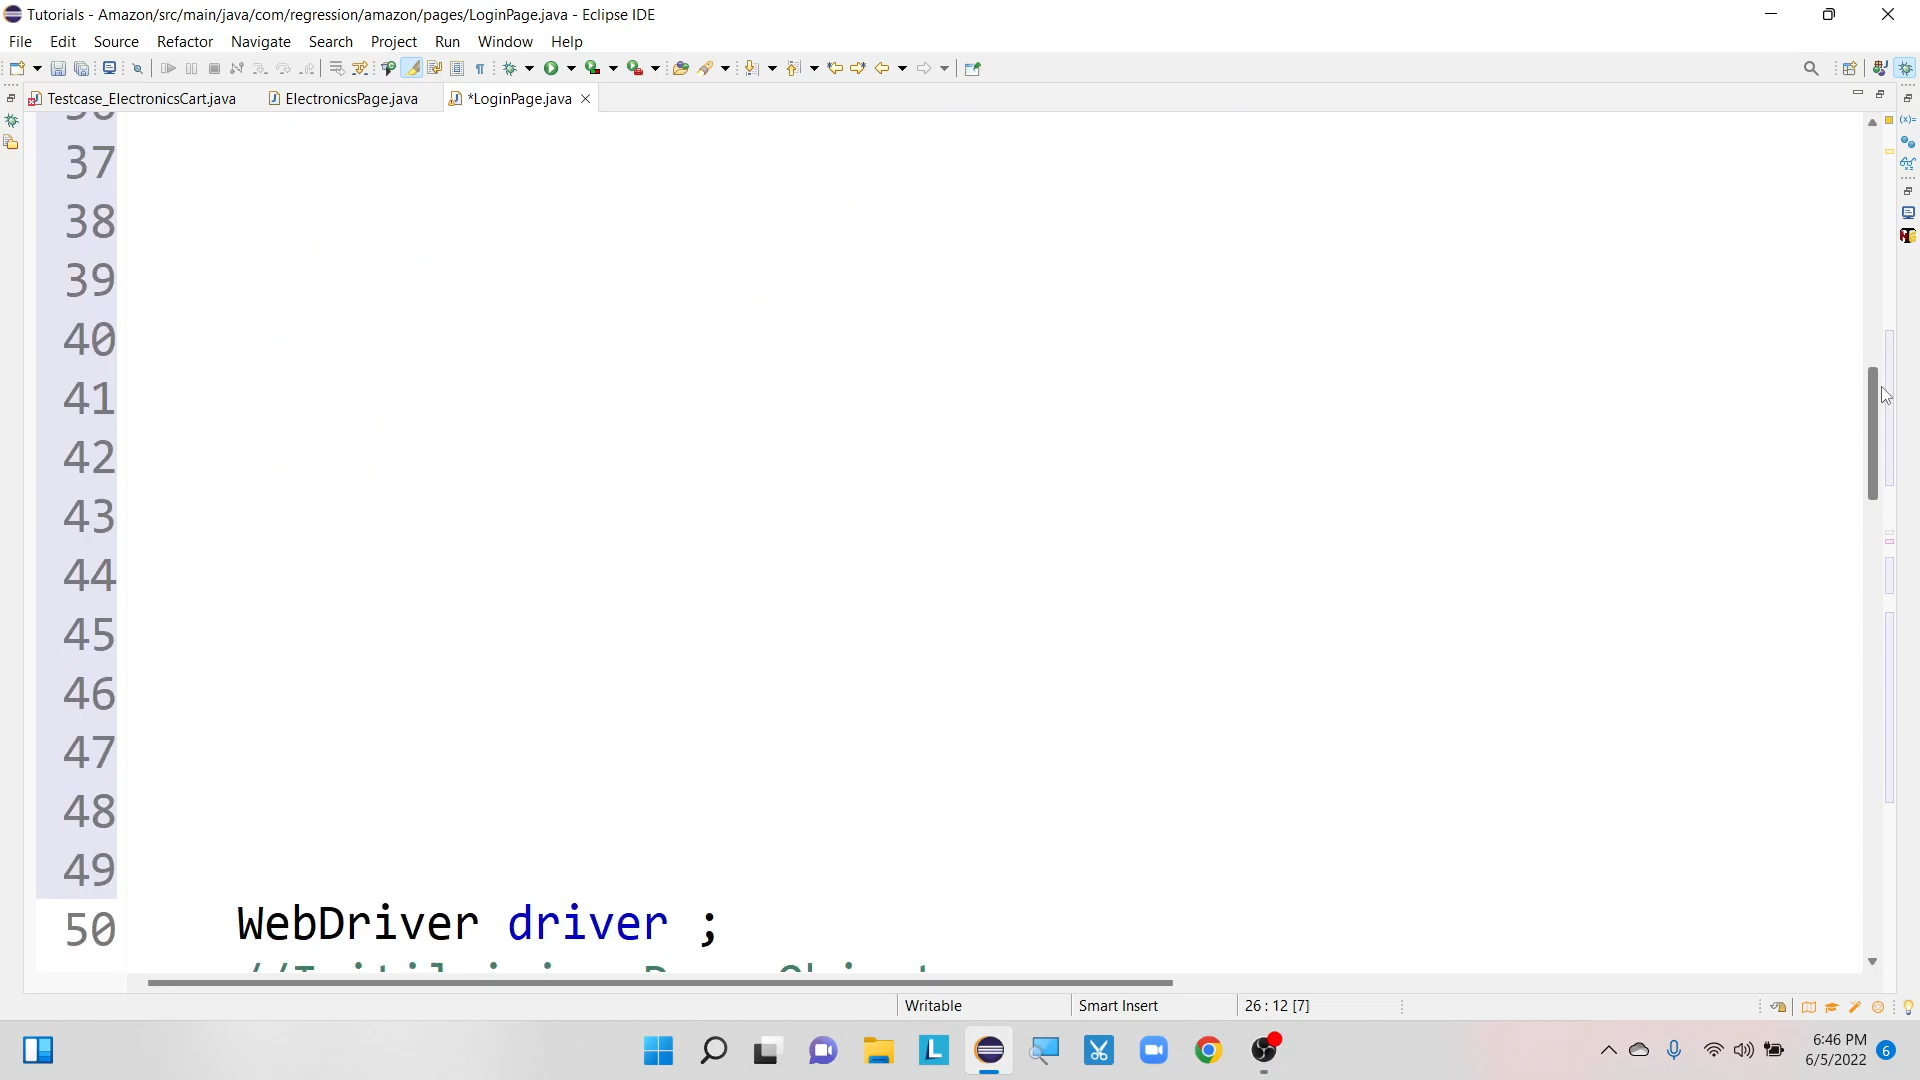 Tutorials - Amazon/src/main/java/com/regression/amazon/pages/LoginPage.java - Eclipse IDE
File Edit Source Refactor Navigate Search Project Run Window Help
Testcase_ElectronicsCart.java ElectronicsPage.java *LoginPage.java
37
38
39
40
41
42
43
44
45
46
47
48
49
50 WebDriver driver ;
Writable Smart Insert 26 : 12 [7]
6:46 PM
6/5/2022 6